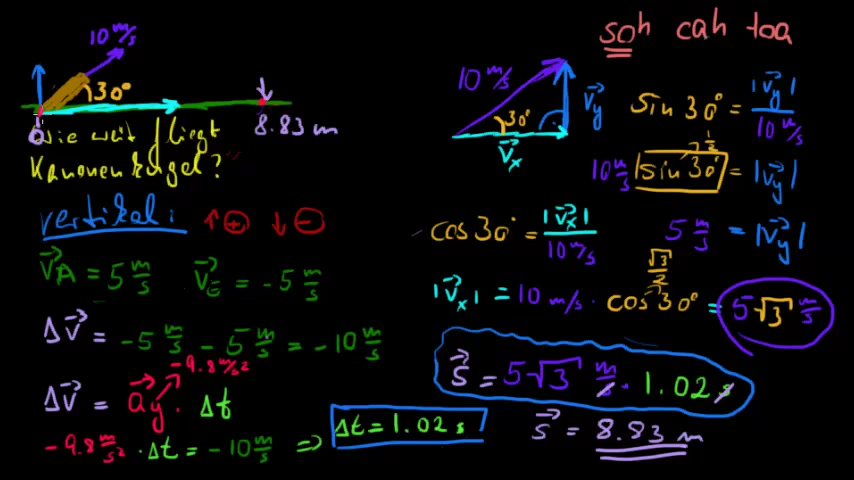 10 m/s
30°
8.83 m
Wie weit fliegt
Kanonenkugel?
vertikal: ↑ ⊕ ↓ ⊖
v⃗A = 5 m/s v⃗E = -5 m/s
Δv⃗ = -5 m/s - 5 m/s = -10 m/s
-9.8 m/s²
Δv⃗ = a⃗y · Δt
-9.8 m/s² · Δt = -10 m/s ⇒ Δt = 1.02 s
soh cah toa
10 m/s
30°
v⃗y
v⃗x
sin 30° = |v⃗y| / 10 m/s
1/2
10 m/s sin 30° = |v⃗y|
cos 30° = |v⃗x| / 10 m/s
5 m/s = |v⃗y|
√3/2
|v⃗x| = 10 m/s · cos 30° = 5 √3 m/s
s⃗ = 5 √3 m/s · 1.02 s
s⃗ = 8.83 m